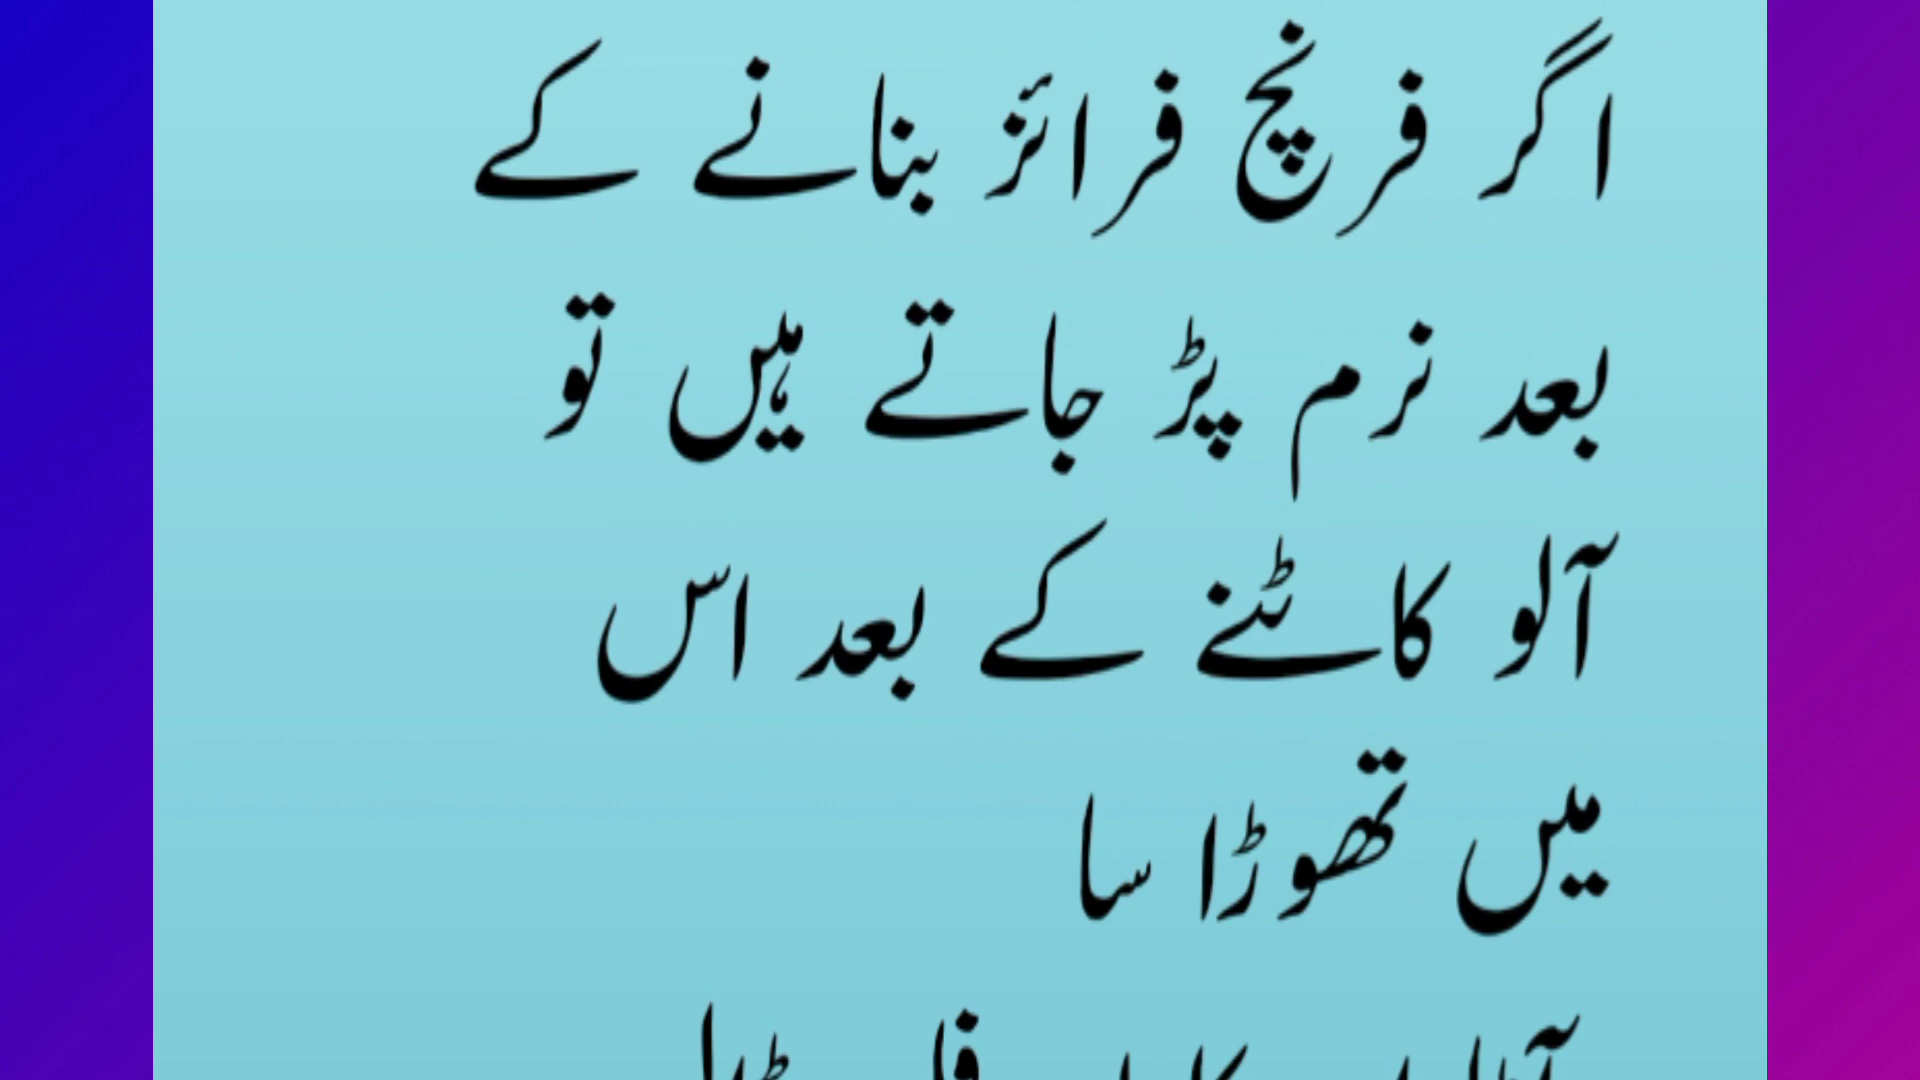 اگر فرنچ فرائز بنانے کے
بعد نرم پڑ جاتے ہیں تو
آلو کاٹنے کے بعد اس
میں تھوڑا سا